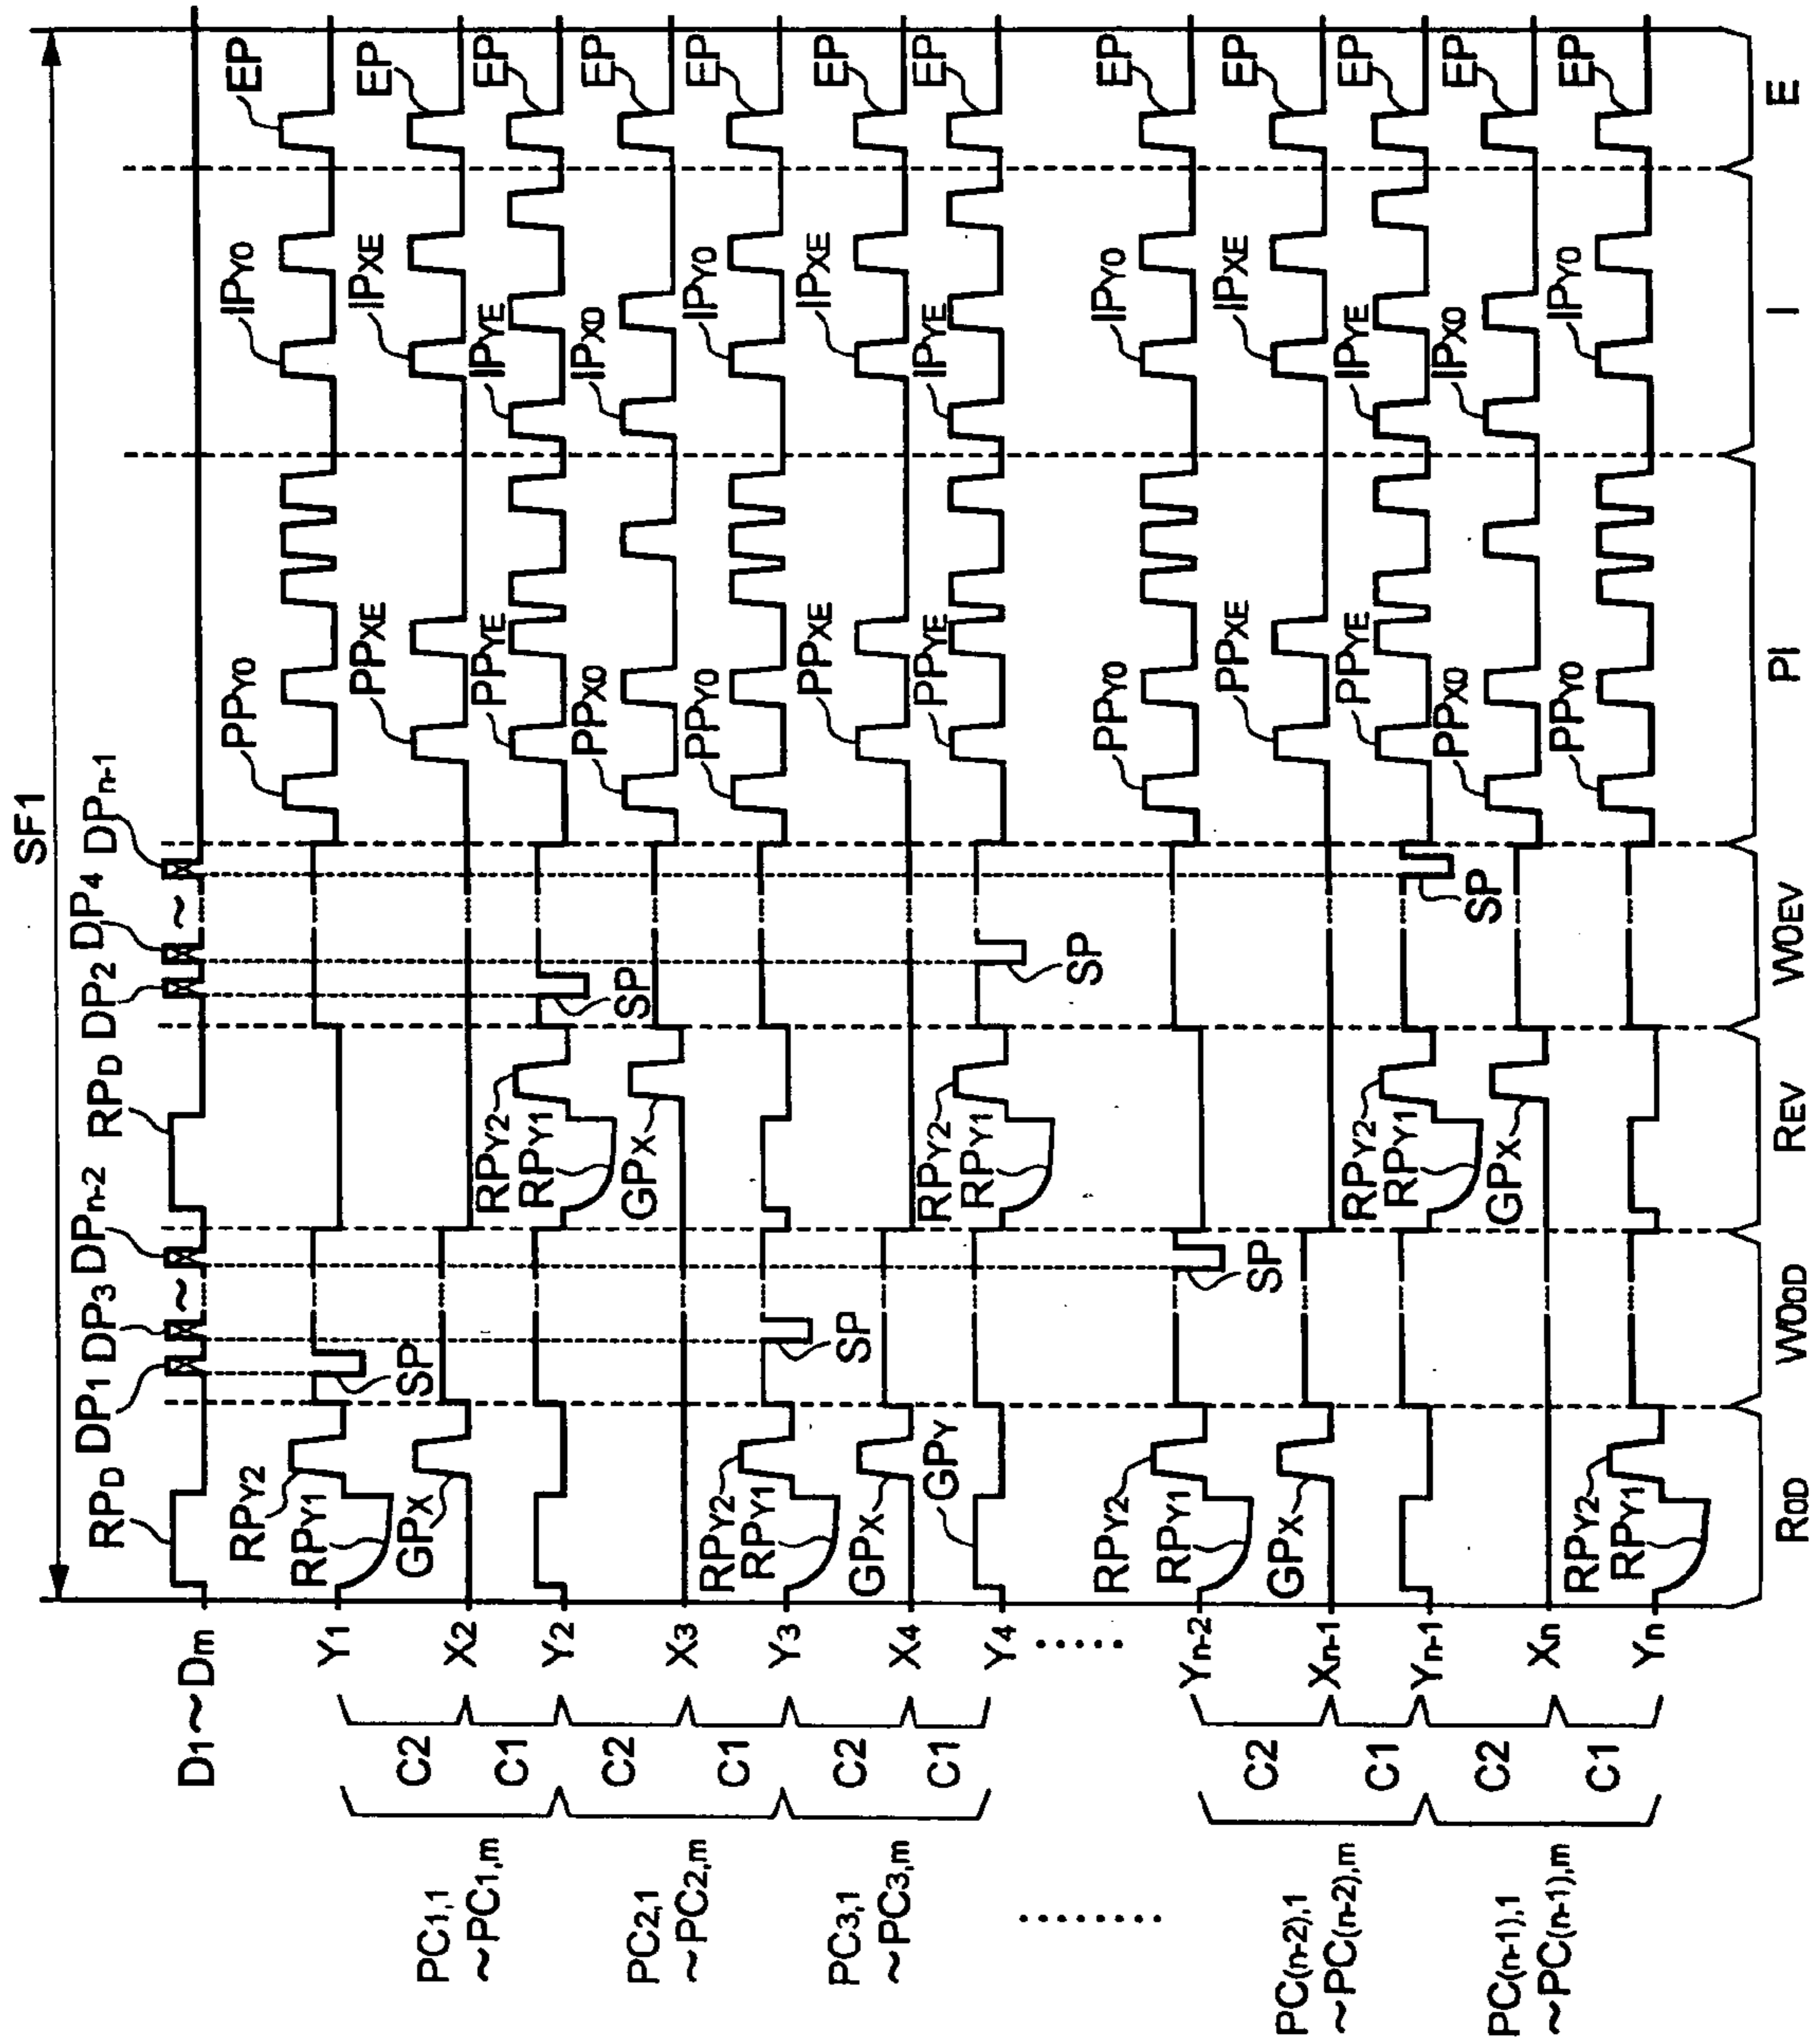 SF1
RPD DP1 DP3 ~ DPn-2 RPD DP2 DP4 ~ DPn-1
D1~Dm
RPY2 RPY1 SP PPY0 IPY0 EP
Y1
GPX PPXE IPXE EP
X2
RPY2 RPY1 SP PPYE IPYE EP
Y2
GPX PPX0 IPX0 EP
X3
RPY2 RPY1 SP PPY0 IPY0 EP
Y3
GPX PPXE IPXE EP
X4
GPY RPY2 RPY1 SP PPYE IPYE EP
Y4
......
RPY2 RPY1 SP PPY0 IPY0 EP
Yn-2
GPX PPXE IPXE EP
Xn-1
RPY2 RPY1 SP PPYE IPYE EP
Yn-1
GPX PPX0 IPX0 EP
Xn
RPY2 RPY1 PPY0 IPY0 EP
Yn
ROD WOOD REV WOEV PI I E
C2
C1
C2
C1
C2
C1
C2
C1
C2
C1
PC1,1
~PC1,m
PC2,1
~PC2,m
PC3,1
~PC3,m
........
PC(n-2),1
~PC(n-2),m
PC(n-1),1
~PC(n-1),m